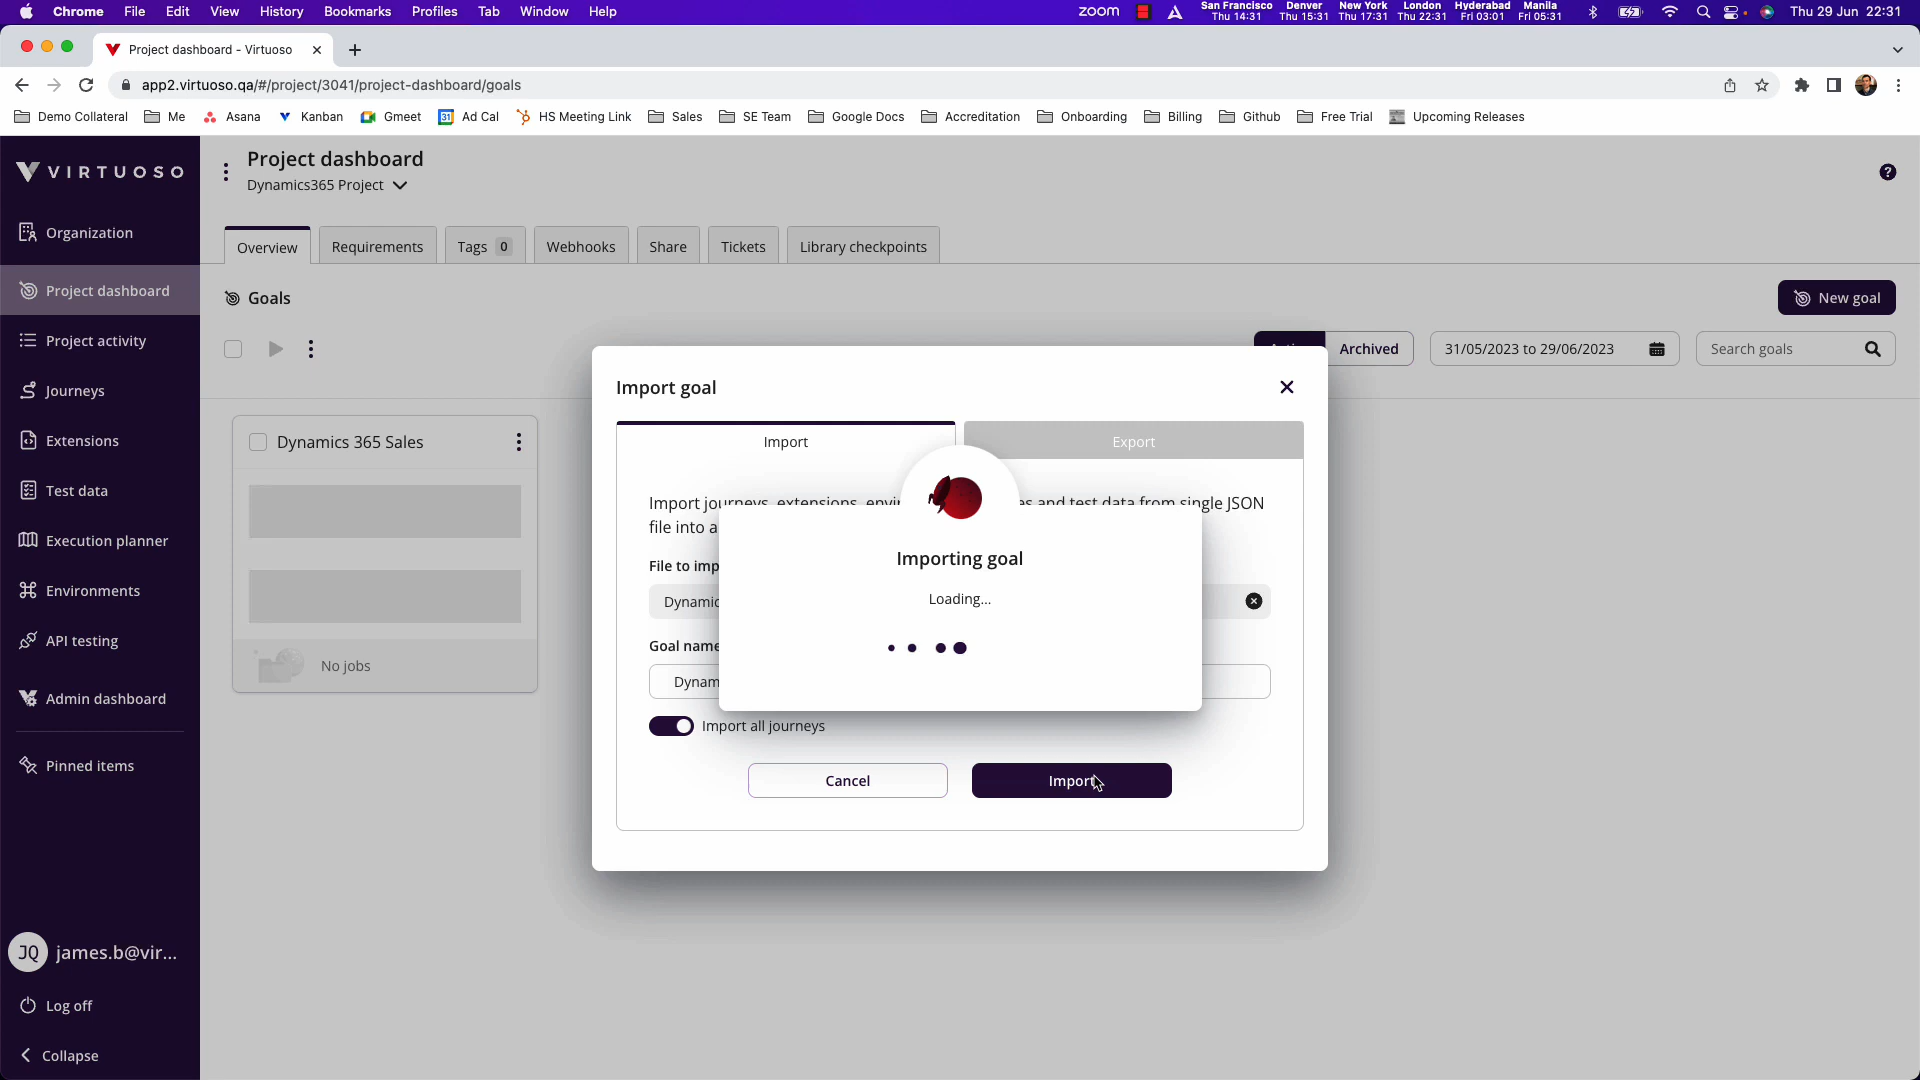 Chrome File Edit View History Bookmarks Profiles Tab Window Help
zoom San Francisco Denver New York London Hyderabad Manila
Thu 14:31 Thu 15:31 Thu 17:31 Thu 22:31 Fri 03:01 Fri 05:31
Thu 29 Jun 22:31
Project dashboard - Virtuoso
app2.virtuoso.qa/#/project/3041/project-dashboard/goals
Demo Collateral Me Asana Kanban Gmeet 31 Ad Cal HS Meeting Link Sales SE Team Google Docs Accreditation Onboarding Billing Github Free Trial Upcoming Releases
VIRTUOSO
Organization
Project dashboard
Project activity
Journeys
Extensions
Test data
Execution planner
Environments
API testing
Admin dashboard
Pinned items
JQ james.b@vir...
Log off
Collapse
Project dashboard
Dynamics365 Project
?
Overview Requirements Tags 0 Webhooks Share Tickets Library checkpoints
Goals
New goal
Archived 31/05/2023 to 29/06/2023 Search goals
Dynamics 365 Sales
No jobs
Import goal
Import Export
Import journeys, extensions, and test data from single JSON
file into a
File to imp
Dynamic
Goal name
Dynam
Import all journeys
Cancel Import
Importing goal
Loading...